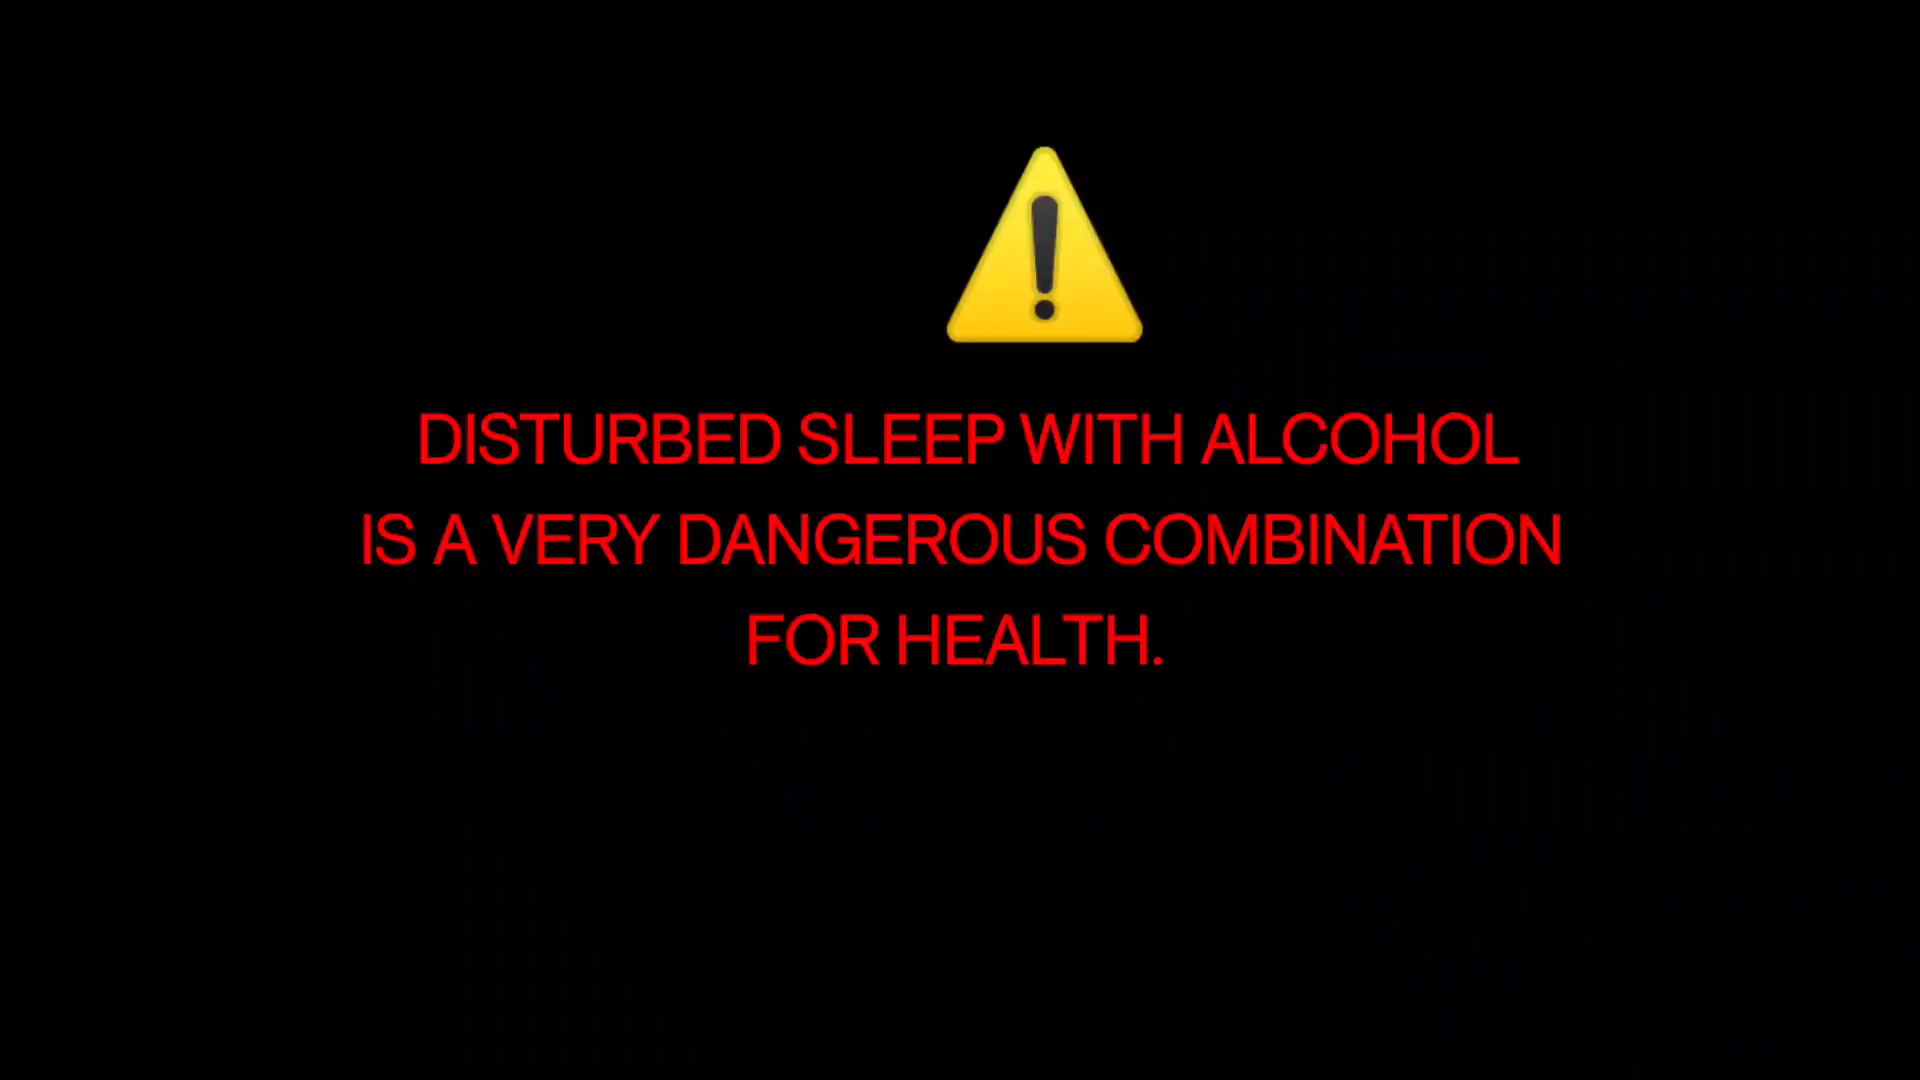 DISTURBED SLEEP WITH ALCOHOL
IS A VERY DANGEROUS COMBINATION
FOR HEALTH.